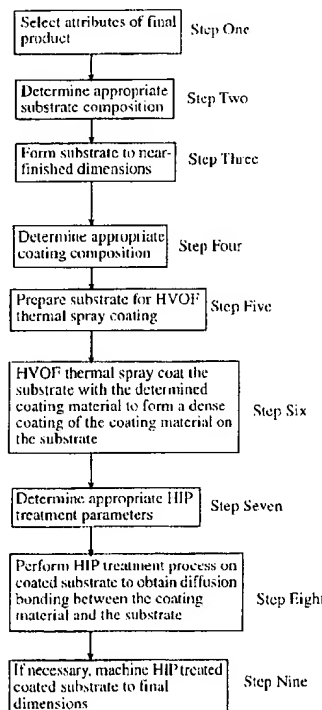 Select attributes of final
product
Step One
Determine appropriate
substrate composition
Step Two
Form substrate to near-
finished dimensions
Step Three
Determine appropriate
coating composition
Step Four
Prepare substrate for HVOF
thermal spray coating
Step Five
HVOF thermal spray coat the
substrate with the determined
coating material to form a dense
coating of the coating material on
the substrate
Step Six
Determine appropriate HIP
treatment parameters
Step Seven
Perform HIP treatment process on
coated substrate to obtain diffusion
bonding between the coating
material and the substrate
Step Eight
If necessary, machine HIP treated
coated substrate to final
dimensions
Step Nine